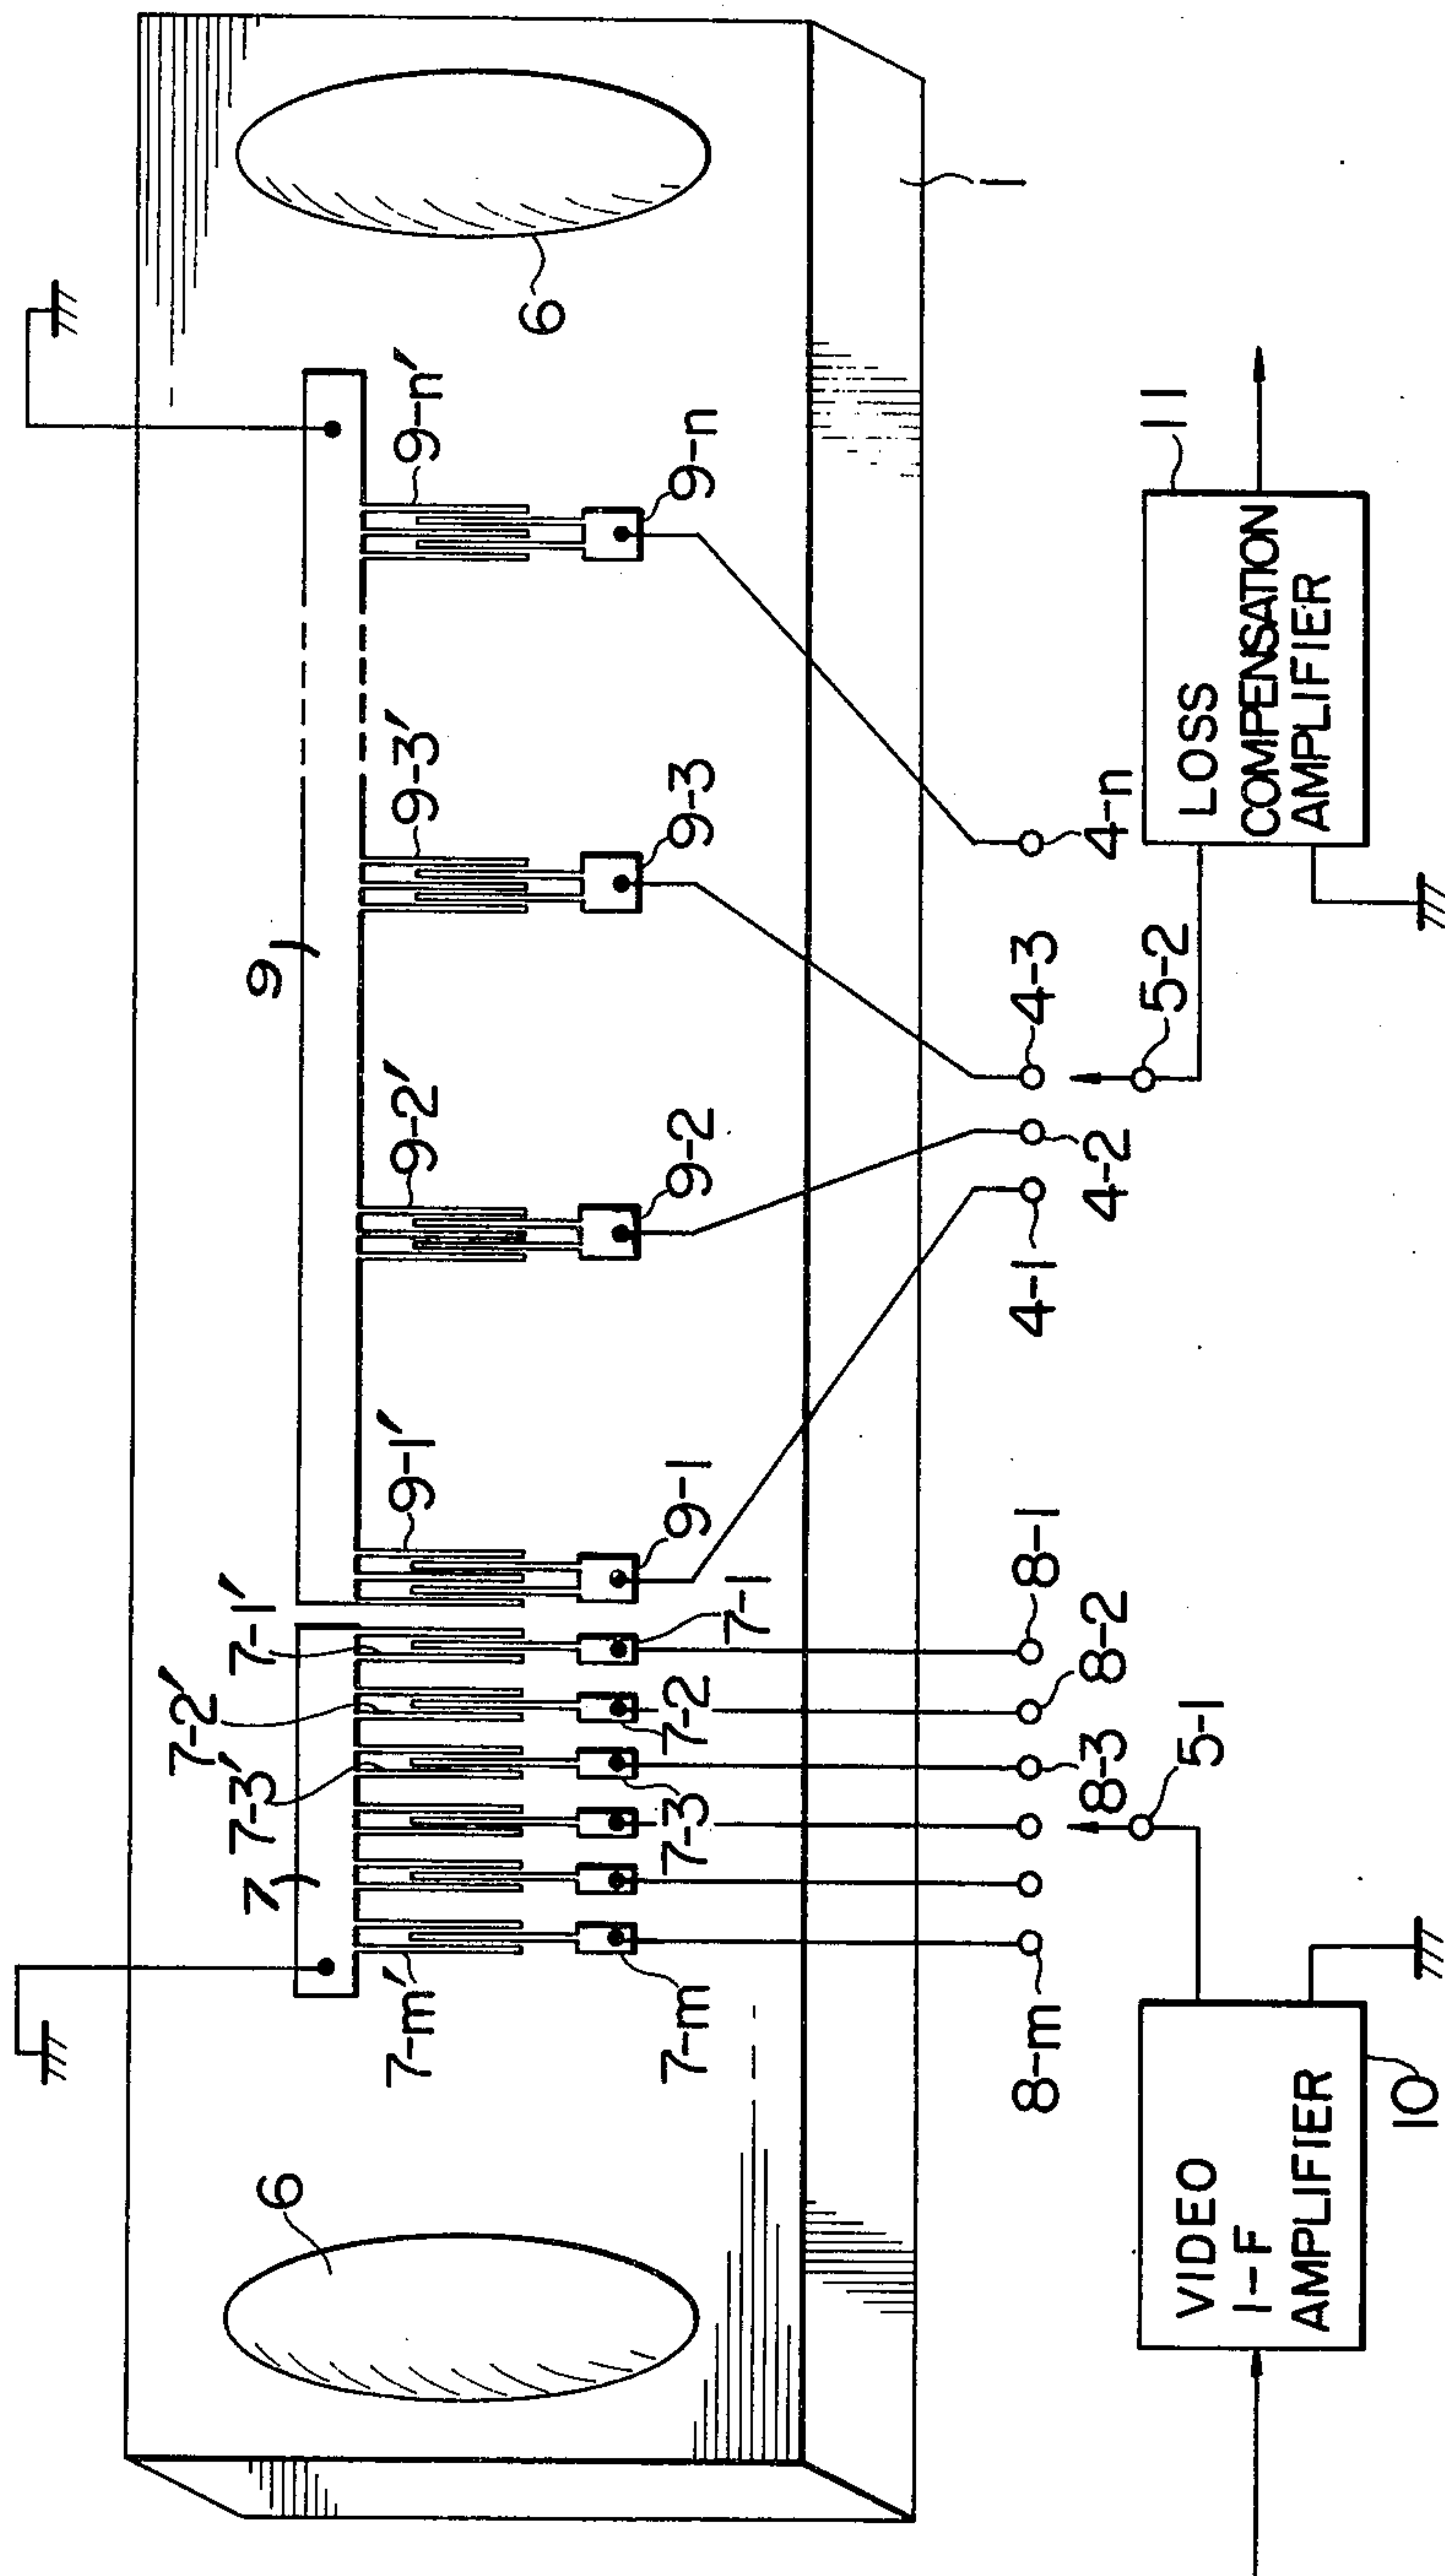 6
9
9-n'
9-3'
9-2'
9-1'
7-1'
7-2'
7-3'
7
7-m'
6
9-n
9-3
9-2
9-1
7-1
7-2
7-3
7-m
1
4-n
4-3
4-2
4-1
8-1
8-2
8-3
8-m
5-2
5-1
11
LOSS
COMPENSATION
AMPLIFIER
VIDEO
I-F
AMPLIFIER
10